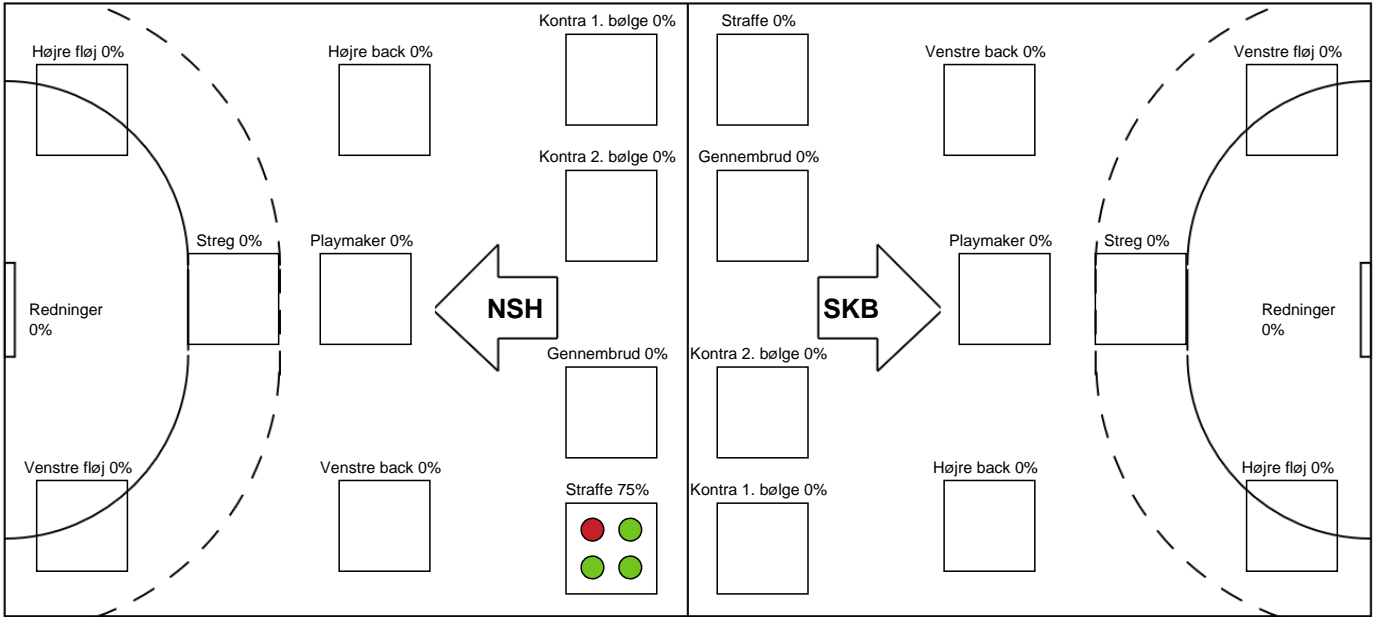 Kontra 1. bølge 0%
Straffe 0%
Højre fløj 0%
Højre back 0%
Venstre back 0%
Venstre fløj 0%
Kontra 2. bølge 0%
Gennembrud 0%
Streg 0%
Playmaker 0%
Playmaker 0%
Streg 0%
Redninger
0%
NSH
SKB
Redninger
0%
Gennembrud 0%
Kontra 2. bølge 0%
Venstre fløj 0%
Venstre back 0%
Højre back 0%
Højre fløj 0%
Straffe 75%
Kontra 1. bølge 0%